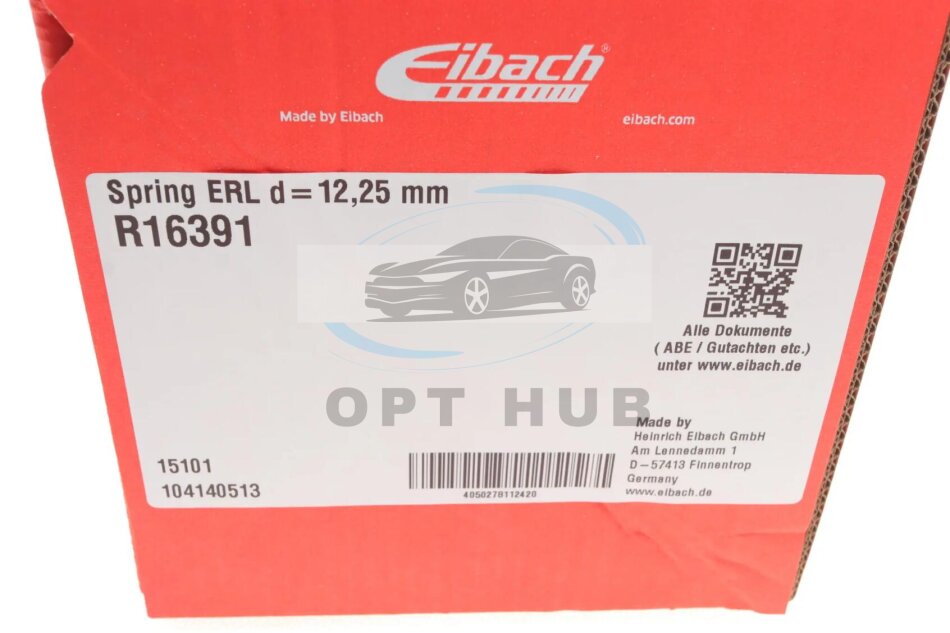 Eibach®
Made by Eibach
eibach.com
Spring ERL d=12,25 mm
R16391
Alle Dokumente
( ABE / Gutachten etc.)
unter www.eibach.de
OPT HUB
Made by
Heinrich Eibach GmbH
Am Lennedamm 1
D-57413 Finnentrop
Germany
www.eibach.de
15101
104140513
4050278112420